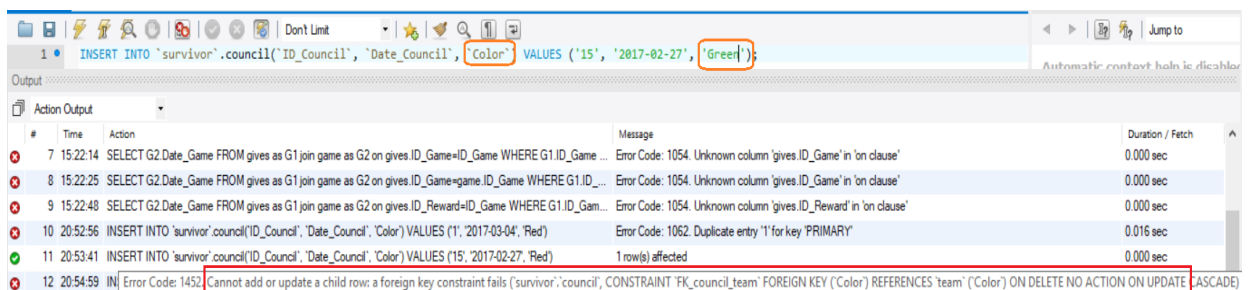 Don't Limit
Jump to
1 INSERT INTO `survivor`.council(`ID_Council`, `Date_Council`, `Color`) VALUES ('15', '2017-02-27', 'Green');
Automatic context help is disabled
Output
Action Output
# Time Action Message Duration / Fetch
7 15:22:14 SELECT G2.Date_Game FROM gives as G1 join game as G2 on gives.ID_Game=ID_Game WHERE G1.ID_Game ... Error Code: 1054. Unknown column 'gives.ID_Game' in 'on clause' 0.000 sec
8 15:22:25 SELECT G2.Date_Game FROM gives as G1 join game as G2 on gives.ID_Game=game.ID_Game WHERE G1.ID_... Error Code: 1054. Unknown column 'gives.ID_Game' in 'on clause' 0.000 sec
9 15:22:48 SELECT G2.Date_Game FROM gives as G1 join game as G2 on gives.ID_Reward=ID_Game WHERE G1.ID_Gam... Error Code: 1054. Unknown column 'gives.ID_Reward' in 'on clause' 0.000 sec
10 20:52:56 INSERT INTO `survivor`.council(`ID_Council`, `Date_Council`, `Color`) VALUES ('1', '2017-03-04', 'Red') Error Code: 1062. Duplicate entry '1' for key 'PRIMARY' 0.016 sec
11 20:53:41 INSERT INTO `survivor`.council(`ID_Council`, `Date_Council`, `Color`) VALUES ('15', '2017-02-27', 'Red') 1 row(s) affected 0.000 sec
12 20:54:59 IN Error Code: 1452. Cannot add or update a child row: a foreign key constraint fails (`survivor`.`council`, CONSTRAINT `FK_council_team` FOREIGN KEY (`Color`) REFERENCES `team` (`Color`) ON DELETE NO ACTION ON UPDATE CASCADE)